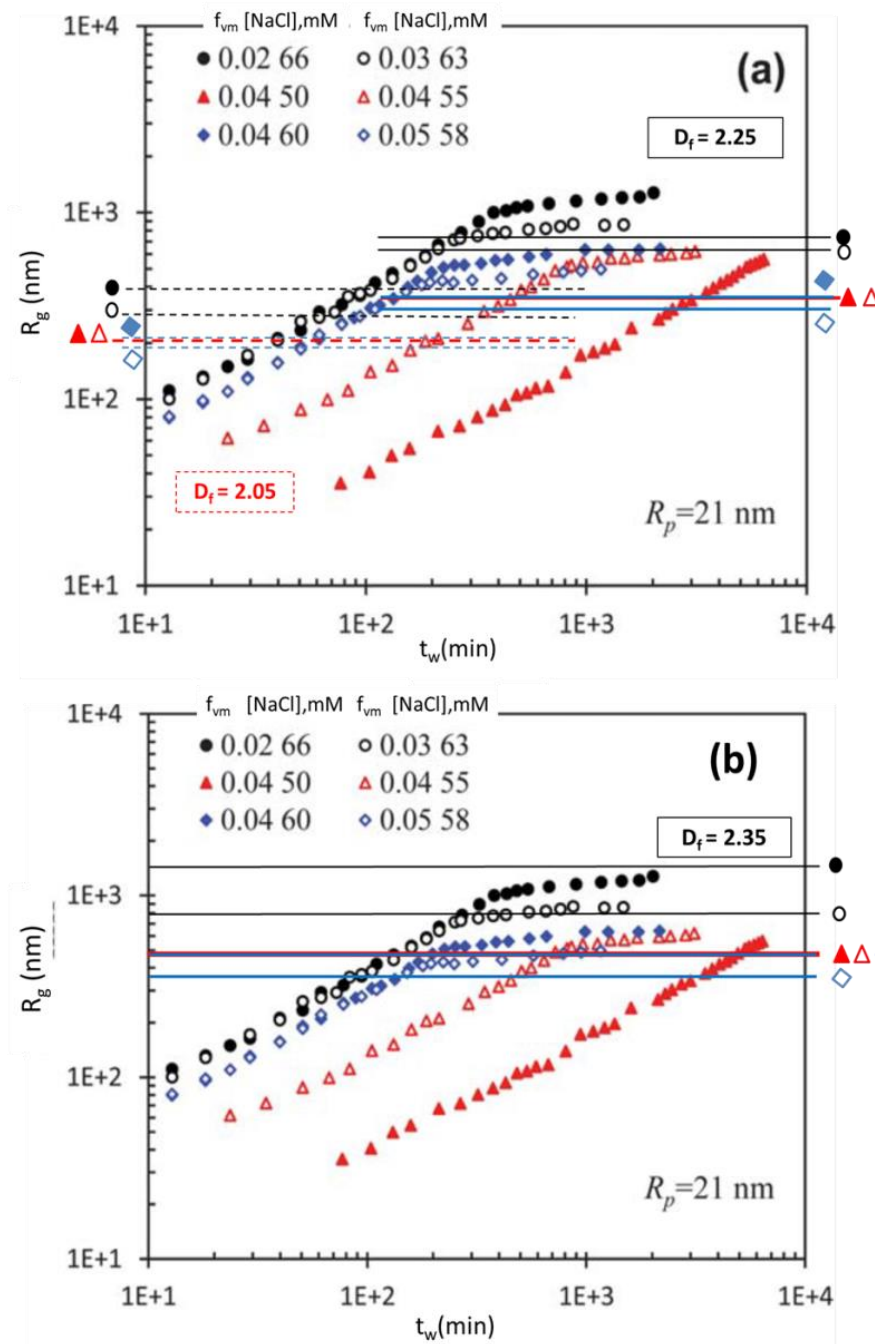 1E+4
f_vm [NaCl],mM f_vm [NaCl],mM
0.02 66 0.03 63
(a)
0.04 50 0.04 55
0.04 60 0.05 58
D_f = 2.25
1E+3
R_g (nm)
1E+2
D_f = 2.05
R_p=21 nm
1E+1
1E+1 1E+2 1E+3 1E+4
t_w(min)
1E+4
f_vm [NaCl],mM f_vm [NaCl],mM
0.02 66 0.03 63
(b)
0.04 50 0.04 55
0.04 60 0.05 58
D_f = 2.35
1E+3
R_g (nm)
1E+2
R_p=21 nm
1E+1
1E+1 1E+2 1E+3 1E+4
t_w(min)